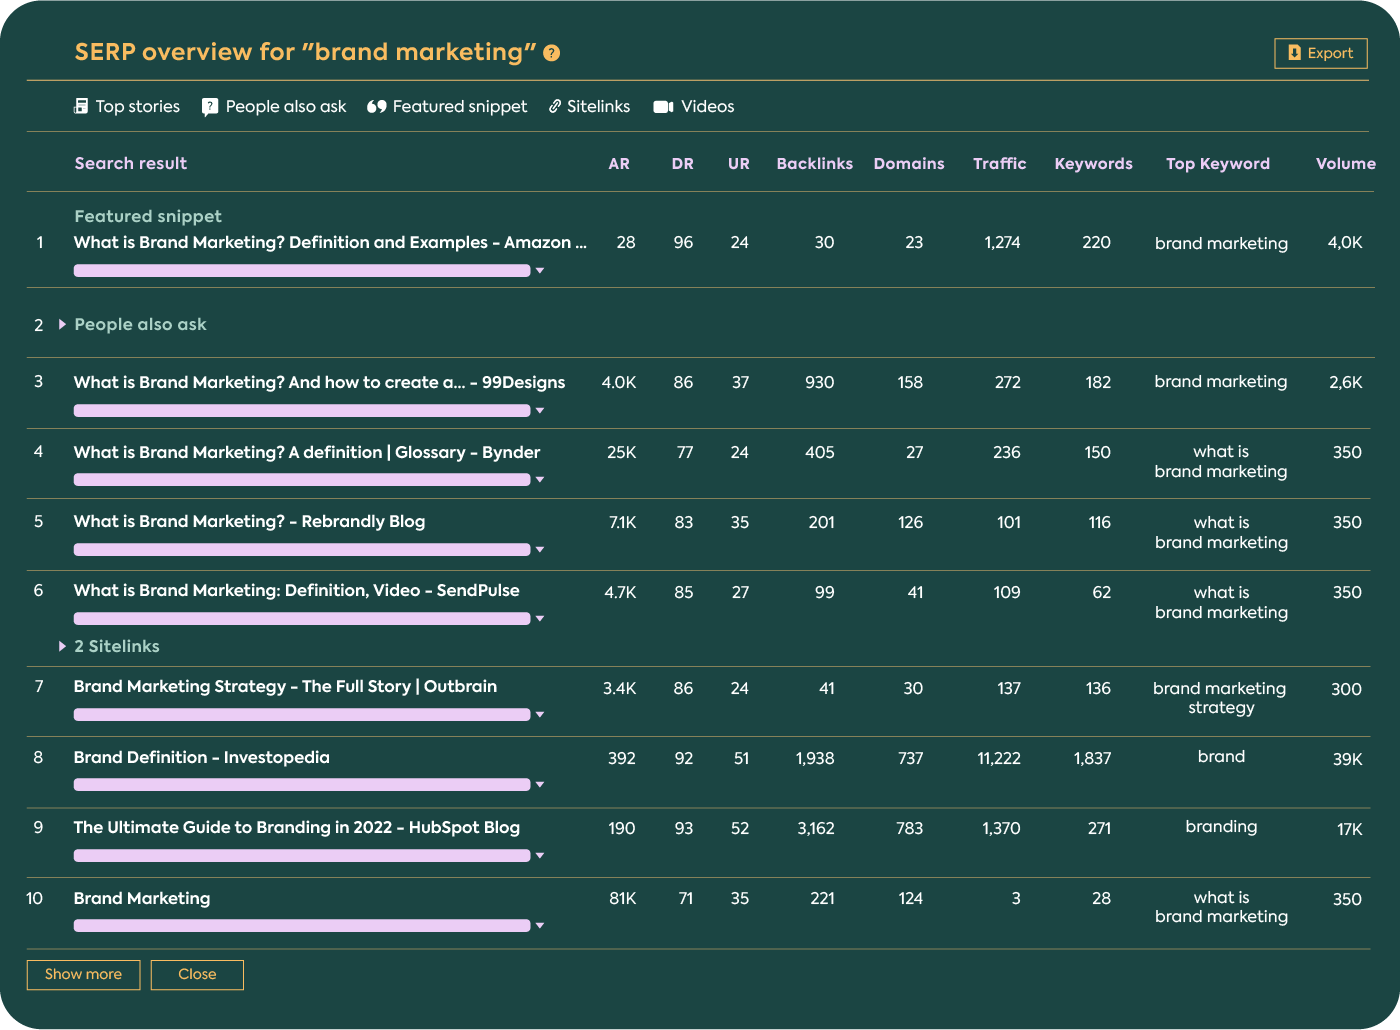 SERP overview for "brand marketing" ?
Export
Top stories ? People also ask Featured snippet Sitelinks Videos
Search result AR DR UR Backlinks Domains Traffic Keywords Top Keyword Volume
Featured snippet
1 What is Brand Marketing? Definition and Examples - Amazon ... 28 96 24 30 23 1,274 220 brand marketing 4,0K
2 People also ask
3 What is Brand Marketing? And how to create a... - 99Designs 4.0K 86 37 930 158 272 182 brand marketing 2,6K
4 What is Brand Marketing? A definition | Glossary - Bynder 25K 77 24 405 27 236 150 what is 350
brand marketing
5 What is Brand Marketing? - Rebrandly Blog 7.1K 83 35 201 126 101 116 what is 350
brand marketing
6 What is Brand Marketing: Definition, Video - SendPulse 4.7K 85 27 99 41 109 62 what is 350
brand marketing
2 Sitelinks
7 Brand Marketing Strategy - The Full Story | Outbrain 3.4K 86 24 41 30 137 136 brand marketing 300
strategy
8 Brand Definition - Investopedia 392 92 51 1,938 737 11,222 1,837 brand 39K
9 The Ultimate Guide to Branding in 2022 - HubSpot Blog 190 93 52 3,162 783 1,370 271 branding 17K
10 Brand Marketing 81K 71 35 221 124 3 28 what is 350
brand marketing
Show more Close